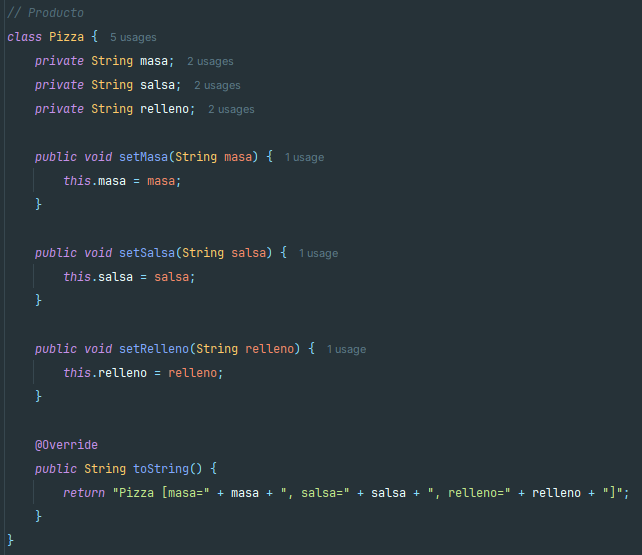 // Producto
class Pizza {  5 usages
    private String masa;  2 usages
    private String salsa;  2 usages
    private String relleno;  2 usages

    public void setMasa(String masa) {  1 usage
        this.masa = masa;
    }

    public void setSalsa(String salsa) {  1 usage
        this.salsa = salsa;
    }

    public void setRelleno(String relleno) {  1 usage
        this.relleno = relleno;
    }

    @Override
    public String toString() {
        return "Pizza [masa=" + masa + ", salsa=" + salsa + ", relleno=" + relleno + "]";
    }
}